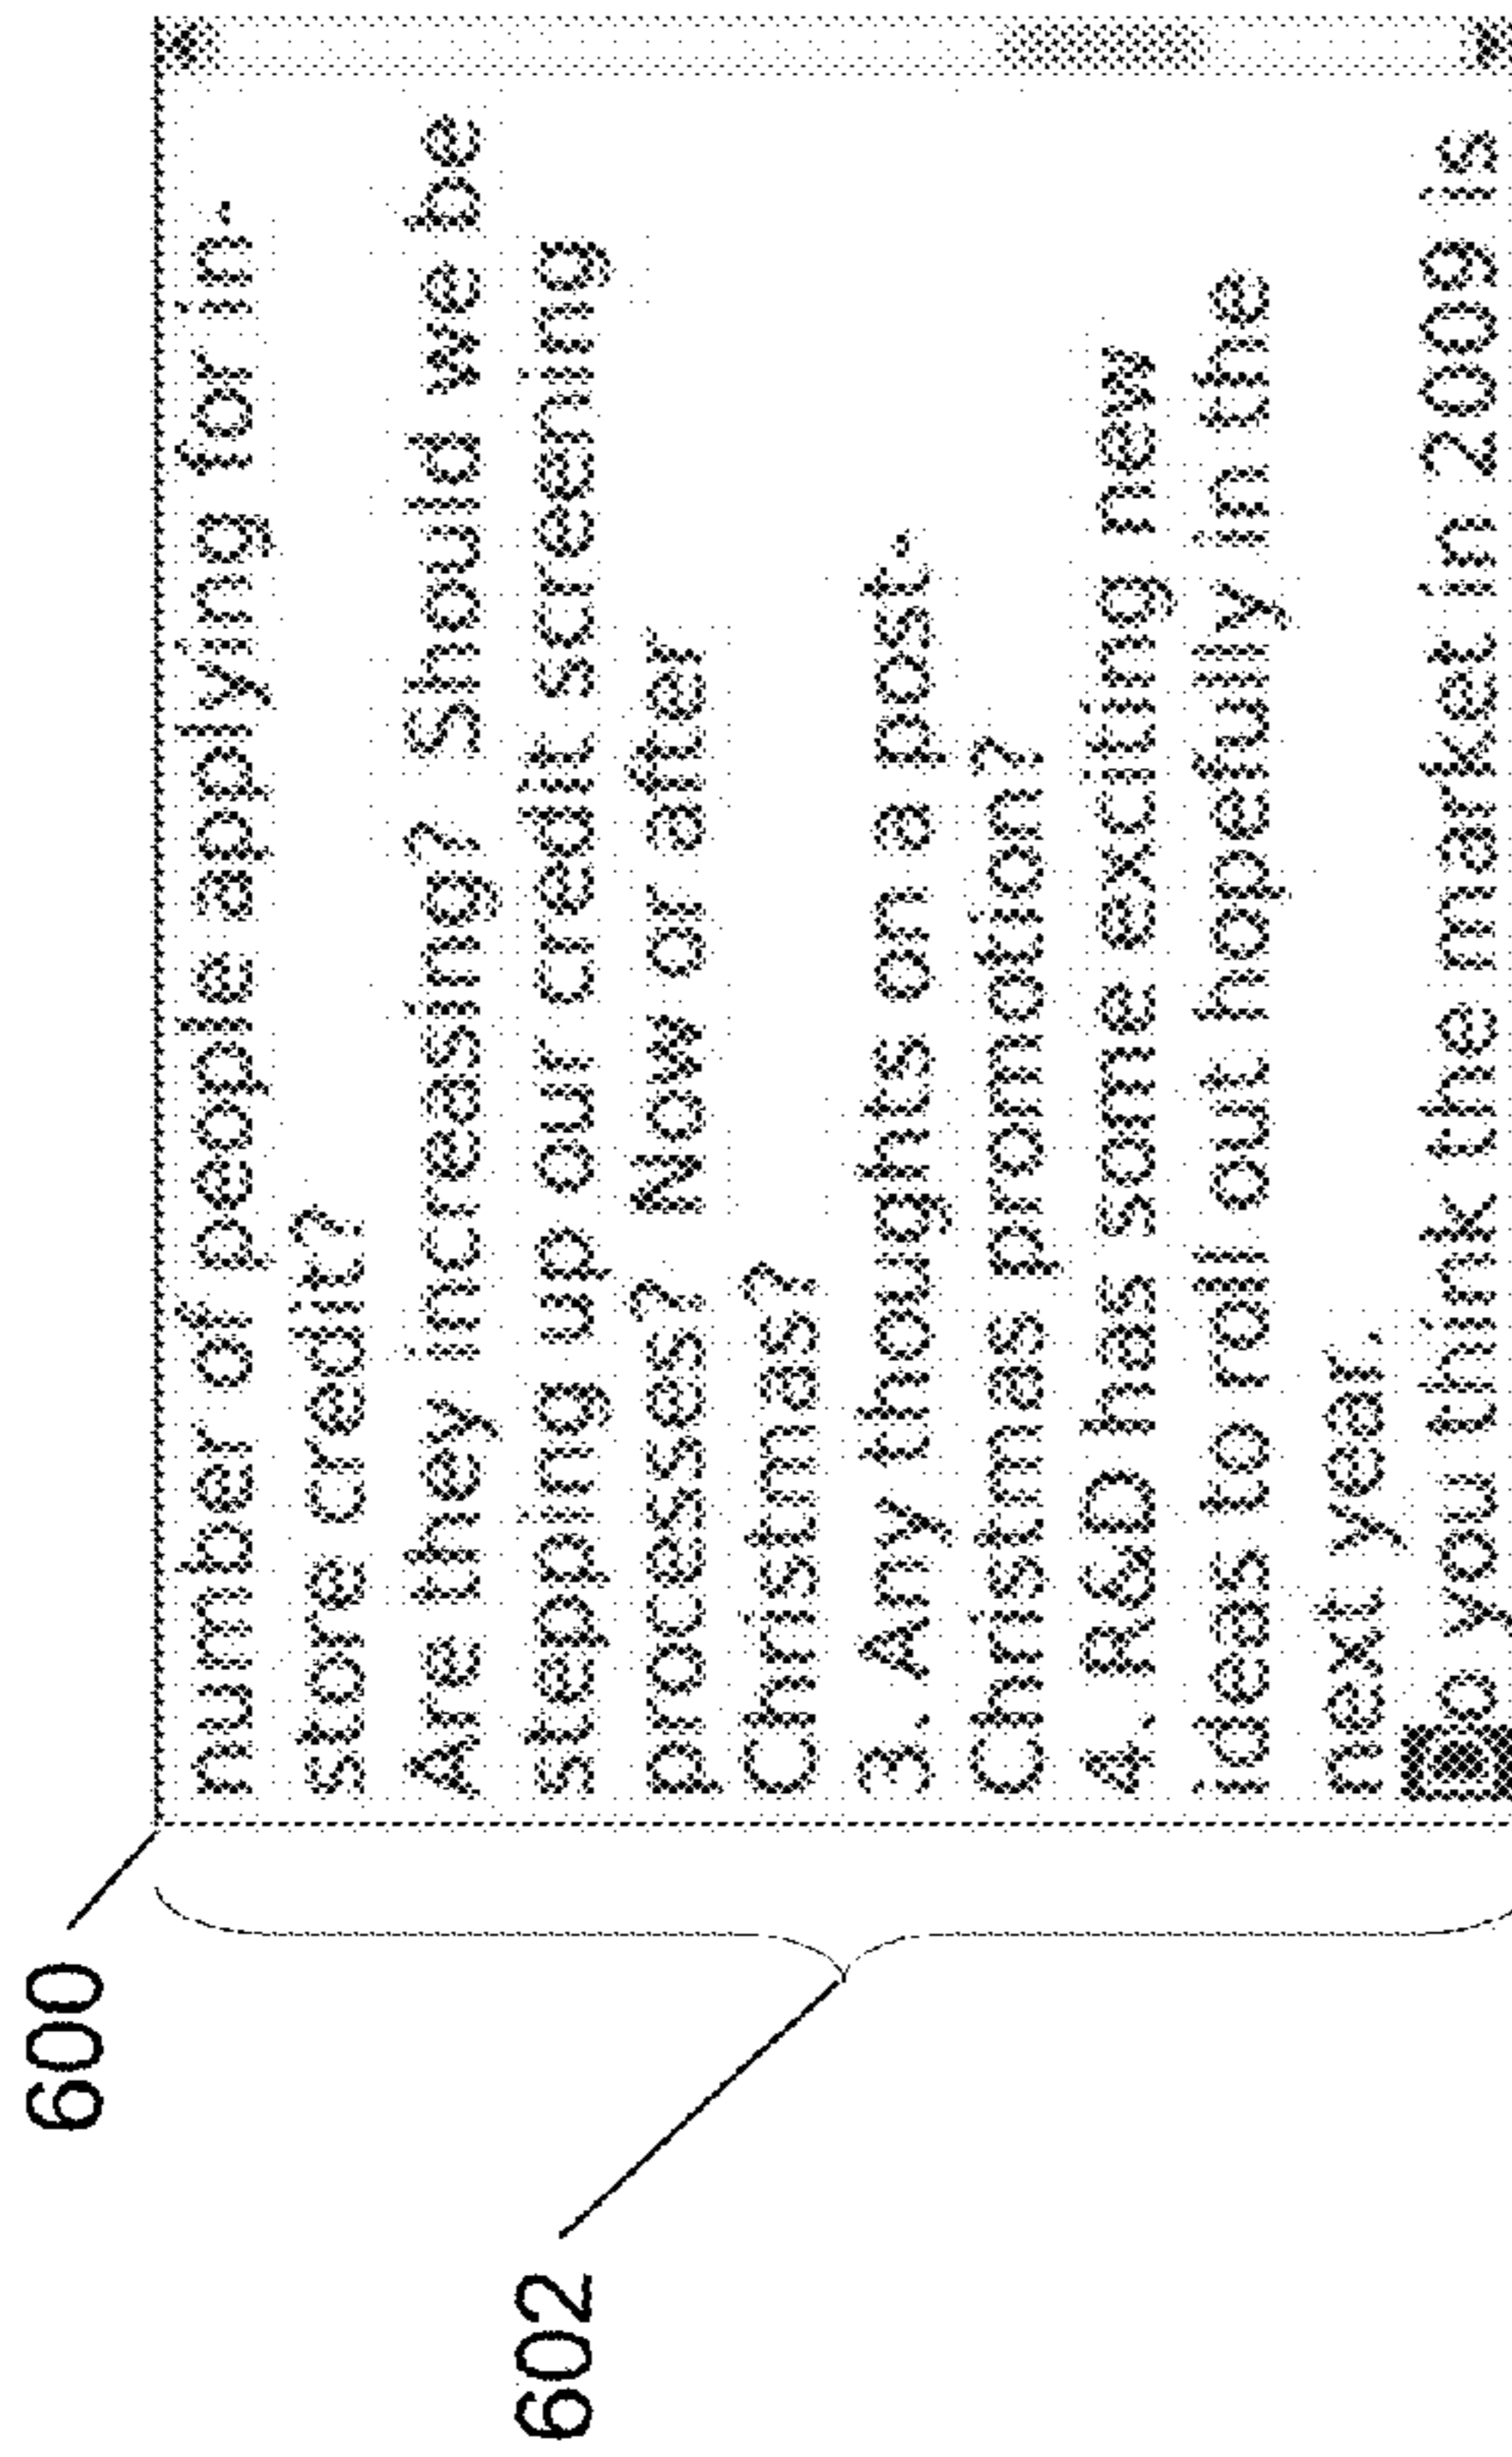 600
602
number of people applying for in-
store credit?
Are they increasing? Should we be
stepping up our credit screening
processes? Now or after
Christmas?
3. Any thoughts on a post-
Christmas promotion?
4. R&D has some exciting new
ideas to roll out hopefully in the
next year.
Do you think the market in 2009 is